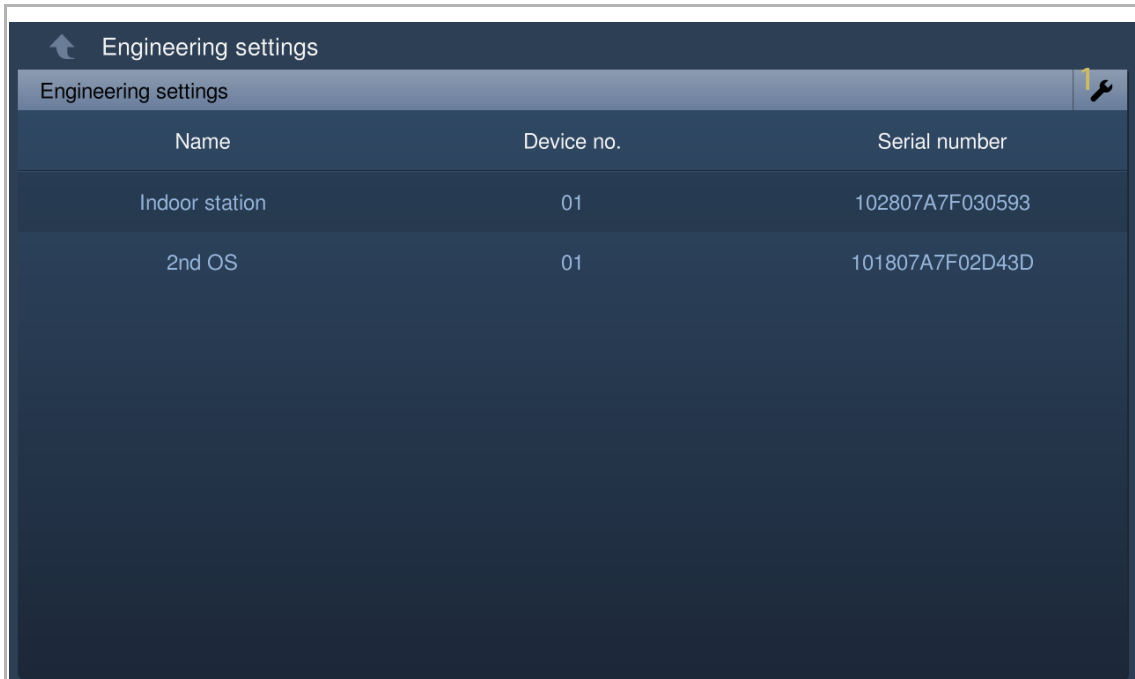 Engineering settings
Engineering settings 1
Name Device no. Serial number
Indoor station 01 102807A7F030593
2nd OS 01 101807A7F02D43D